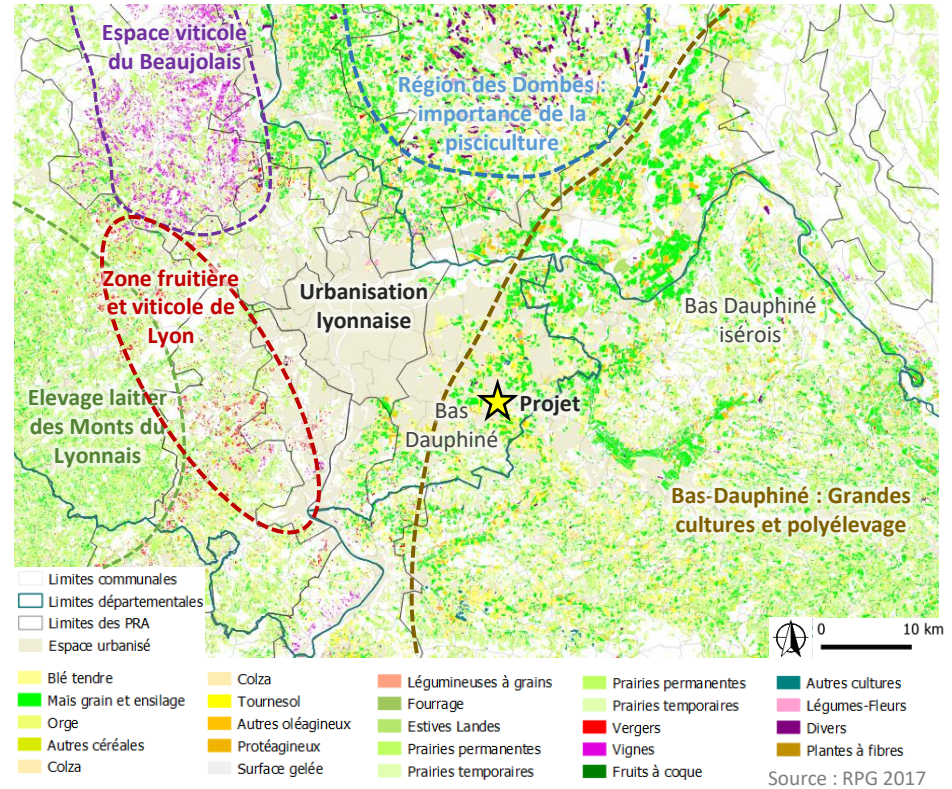 Espace viticole
du Beaujolais
Région des Dombes :
importance de la
pisciculture
Zone fruitière
et viticole de
Lyon
Urbanisation
lyonnaise
Bas Dauphiné
isérois
Elevage laitier
des Monts du
Lyonnais
Projet
Bas
Dauphiné
Bas-Dauphiné : Grandes
cultures et polyélevage
Limites communales
Limites départementales
Limites des PRA
Espace urbanisé
0 10 km
Blé tendre
Maïs grain et ensilage
Orge
Autres céréales
Colza
Colza
Tournesol
Autres oléagineux
Protéagineux
Surface gelée
Légumineuses à grains
Fourrage
Estives Landes
Prairies permanentes
Prairies temporaires
Prairies permanentes
Prairies temporaires
Vergers
Vignes
Fruits à coque
Autres cultures
Légumes-Fleurs
Divers
Plantes à fibres
Source : RPG 2017